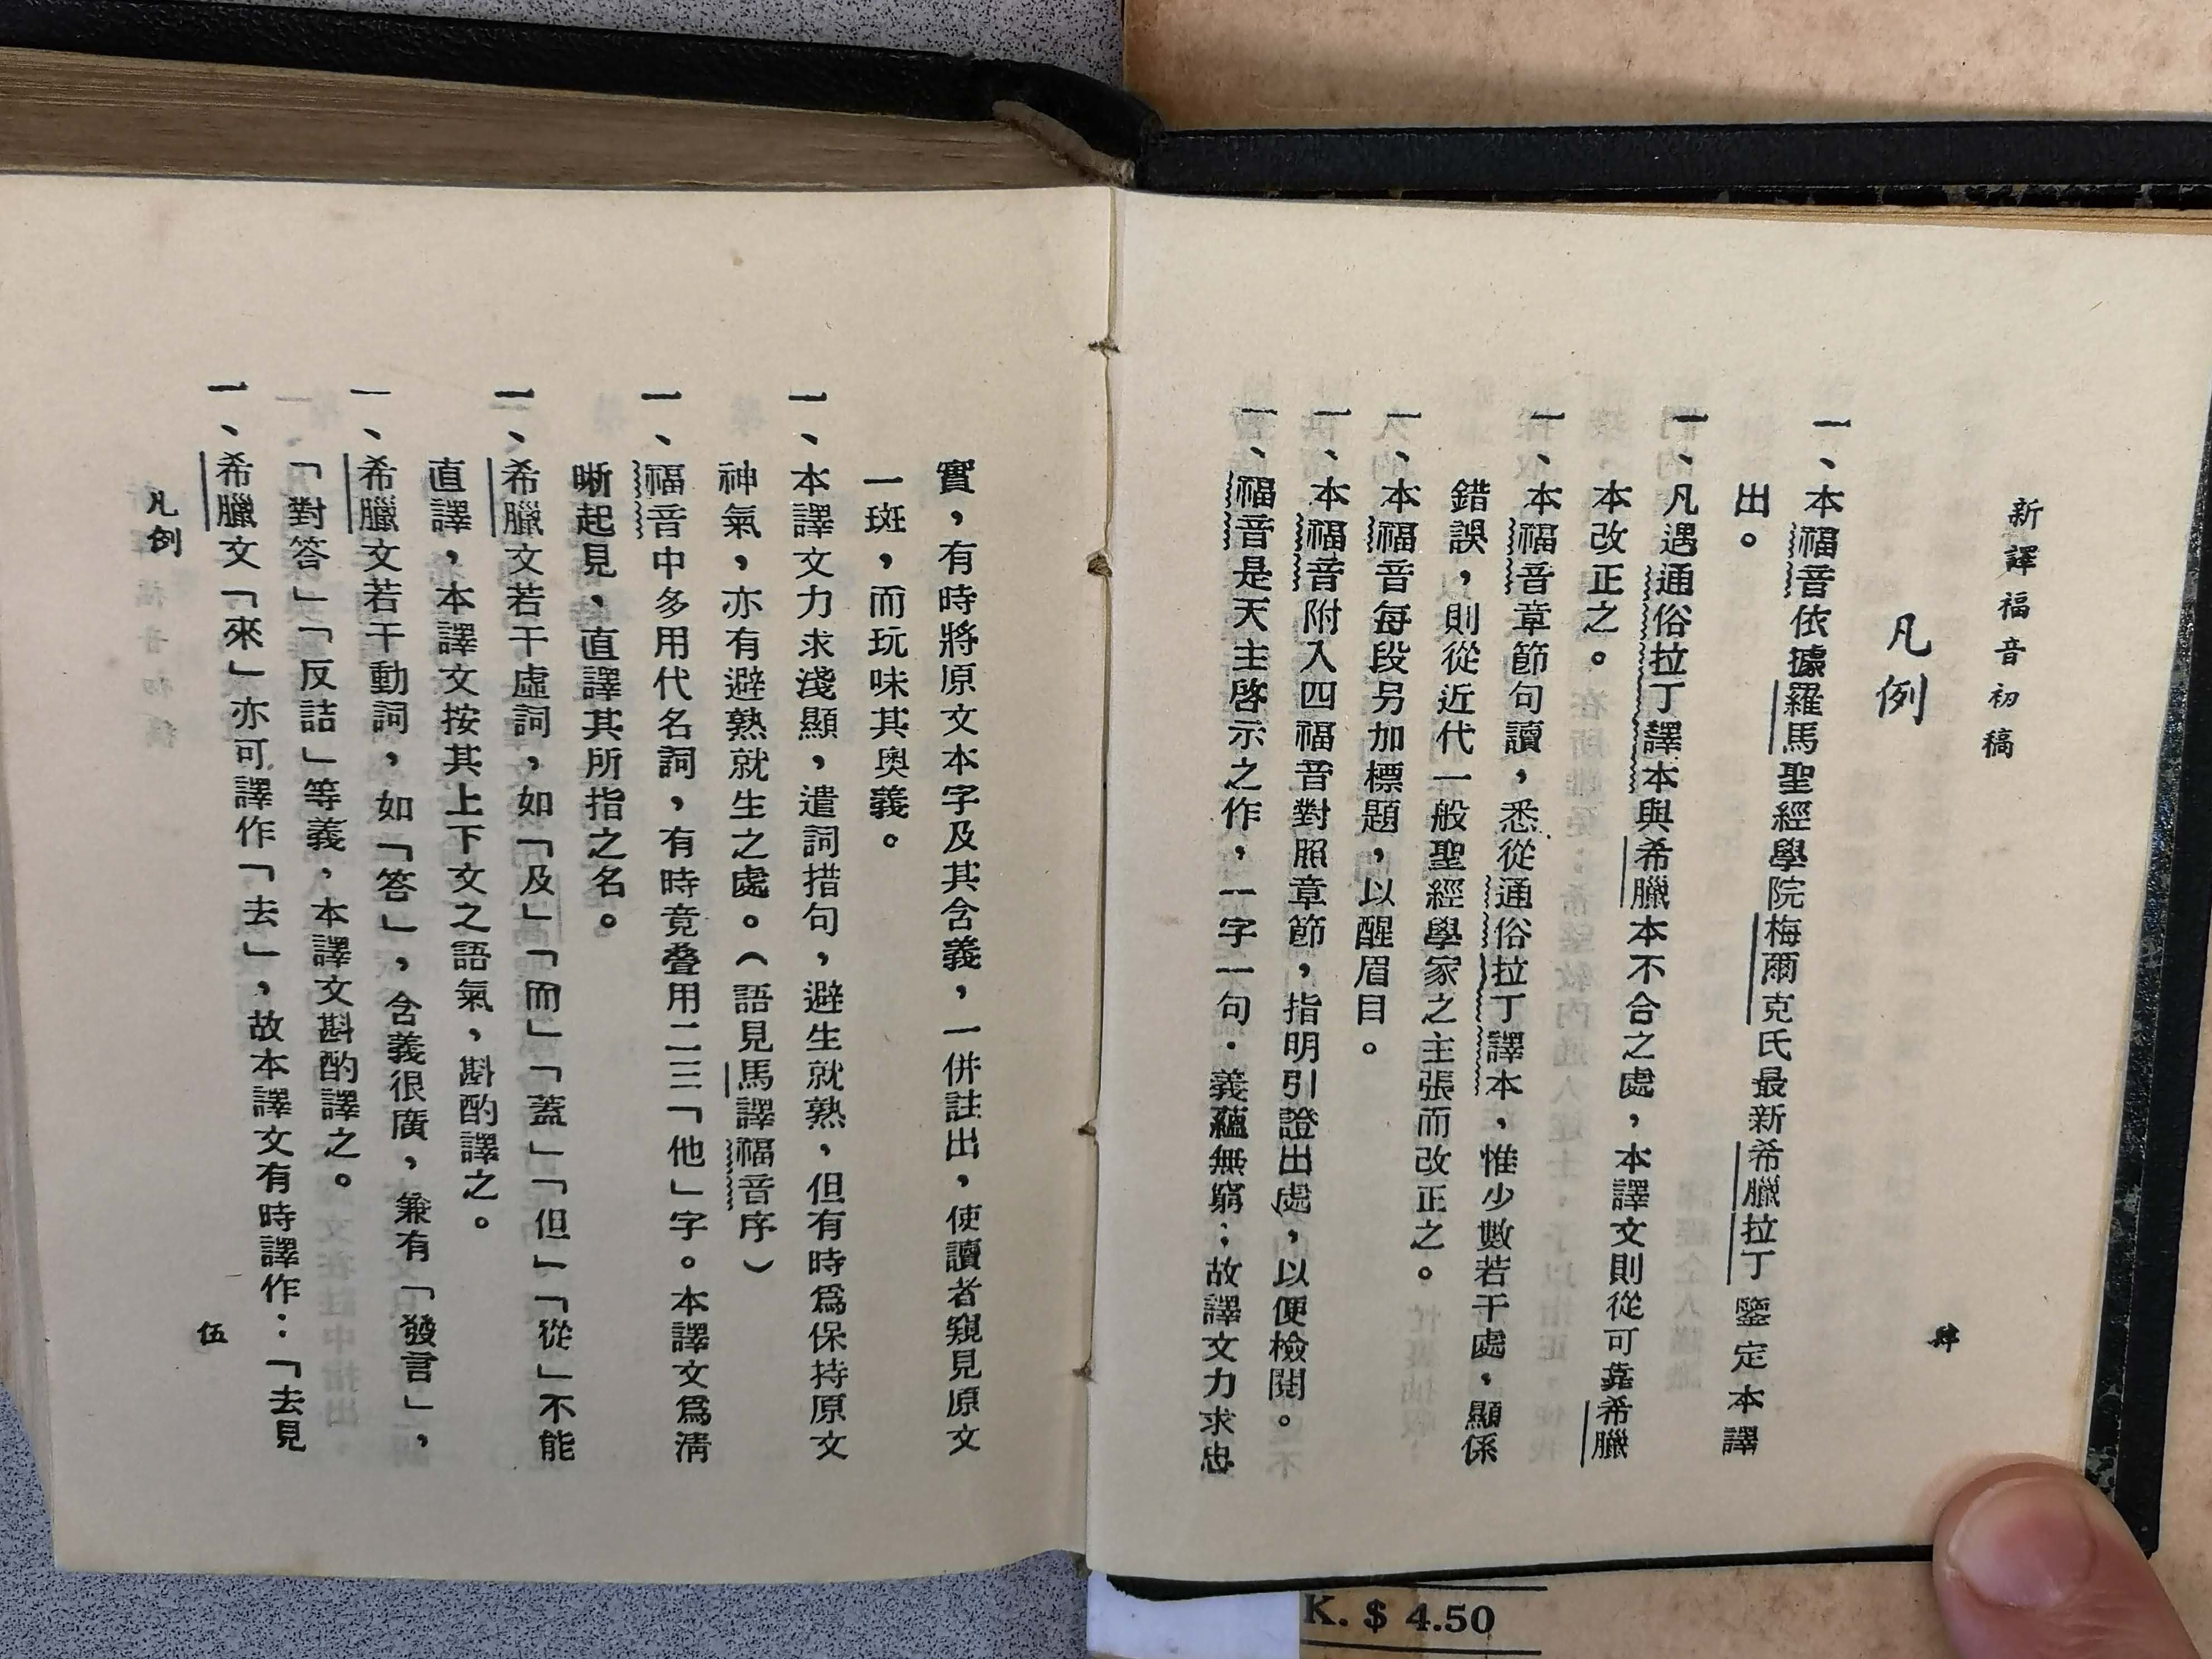 新譯福音初稿
肆
凡例
一、本福音依據羅馬聖經學院梅爾克氏最新希臘拉丁鑒定本譯
出。
一、凡遇通俗拉丁譯本與希臘本不合之處，本譯文則從可靠希臘
本改正之。
一、本福音章節句讀，悉從通俗拉丁譯本，惟少數若干處，顯係
錯誤，則從近代一般聖經學家之主張而改正之。
一、本福音每段另加標題，以醒眉目。
一、本福音附入四福音對照章節，指明引證出處，以便檢閱。
一、福音是天主啓示之作，一字一句．義蘊無窮；故譯文力求忠
實，有時將原文本字及其含義，一併註出，使讀者窺見原文
一斑，而玩味其奧義。
一、本譯文力求淺顯，遣詞措句，避生就熟，但有時爲保持原文
神氣，亦有避熟就生之處。（語見馬譯福音序）
一、福音中多用代名詞，有時竟叠用二三「他」字。本譯文爲淸
晰起見，直譯其所指之名。
一、希臘文若干虛詞，如「及」「而」「蓋」「但」「從」不能
直譯，本譯文按其上下文之語氣，斟酌譯之。
一、希臘文若干動詞，如「答」，含義很廣，兼有「發言」，
「對答」「反詰」等義，本譯文斟酌譯之。
一、希臘文「來」亦可譯作「去」，故本譯文有時譯作：「去見
凡例
伍
K. $ 4.50